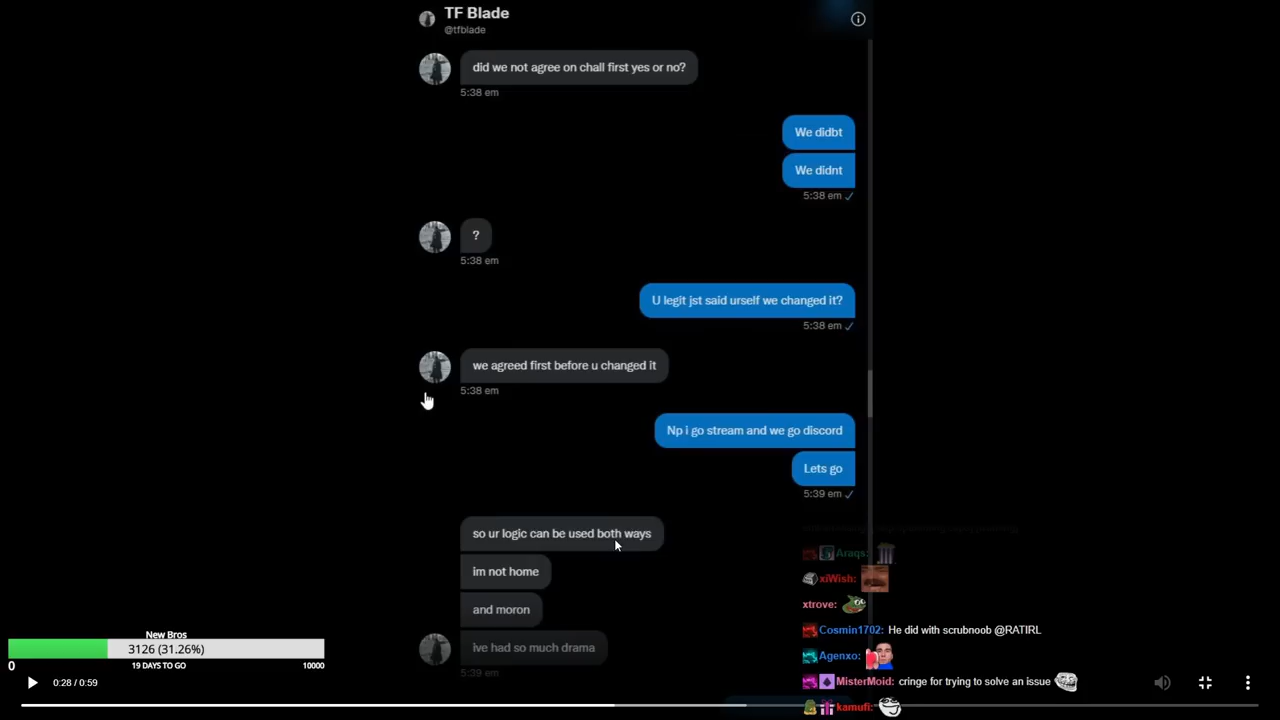 TF Blade
@tfblade
did we not agree on chall first yes or no?
5:38 em
We didbt
We didnt
5:38 em
?
5:38 em
U legit jst said urself we changed it?
5:38 em
we agreed first before u changed it
5:38 em
Np i go stream and we go discord
Lets go
5:39 em
so ur logic can be used both ways
im not home
and moron
ive had so much drama
5:39 em
Araqs:
xiWish:
xtrove:
Cosmin1702: He did with scrubnoob @RATIRL
Agenxo:
MisterMoid: cringe for trying to solve an issue
kamufi:
New Bros
3126 (31.26%)
0 19 DAYS TO GO 10000
0:28 / 0:59